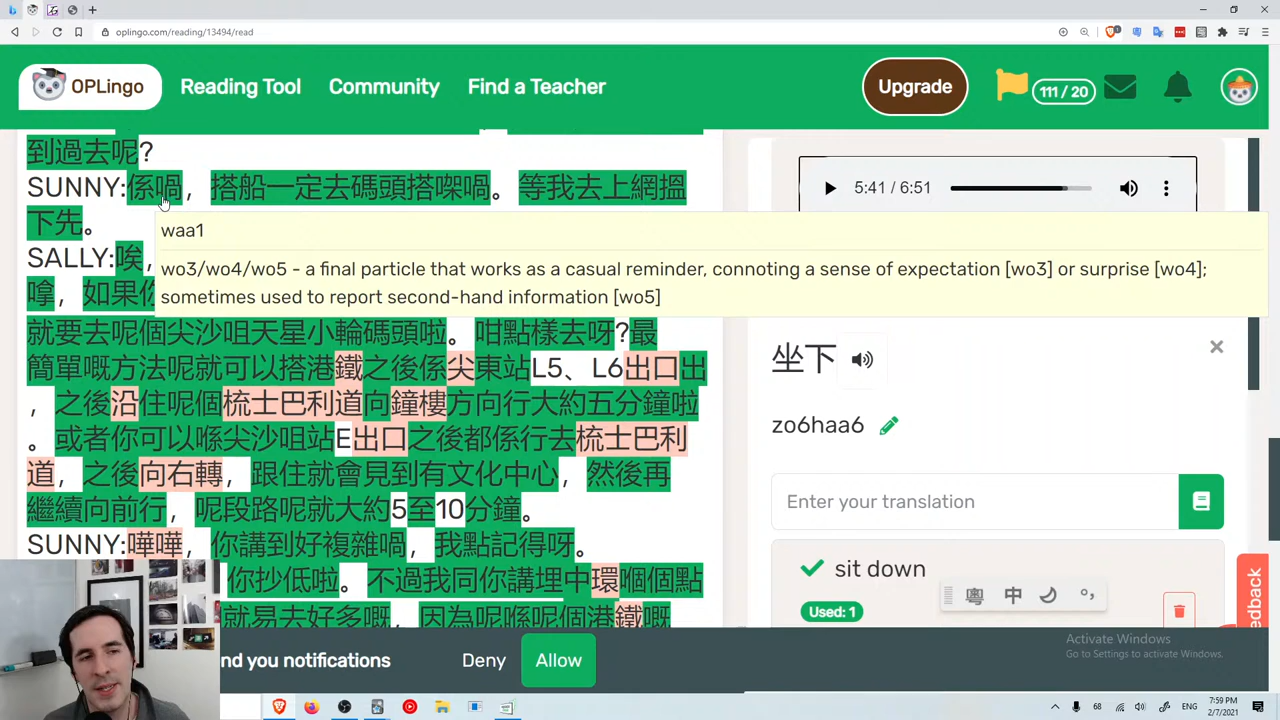 oplingo.com/reading/13494/read
OPLingo
Reading Tool
Community
Find a Teacher
Upgrade
111 / 20
到過去呢?
SUNNY:係喎，搭船一定去碼頭搭㗎喎。等我去上網搵
下先。
SALLY:唉，
嗱，如果你
waa1
wo3/wo4/wo5 - a final particle that works as a casual reminder, connoting a sense of expectation [wo3] or surprise [wo4];
sometimes used to report second-hand information [wo5]
就要去呢個尖沙咀天星小輪碼頭啦。咁點樣去呀?最
簡單嘅方法呢就可以搭港鐵之後係尖東站L5、L6出口出
，之後沿住呢個梳士巴利道向鐘樓方向行大約五分鐘啦
。或者你可以喺尖沙咀站E出口之後都係行去梳士巴利
道，之後向右轉，跟住就會見到有文化中心，然後再
繼續向前行，呢段路呢就大約5至10分鐘。
SUNNY:嘩嘩，你講到好複雜喎，我點記得呀。
你抄低啦。不過我同你講埋中環嗰個點
就易去好多嘅，因為呢喺呢個港鐵嘅
5:41 / 6:51
坐下
zo6haa6
Enter your translation
sit down
Used: 1
粵 中
Feedback
nd you notifications
Deny
Allow
Activate Windows
Go to Settings to activate Windows.
68
ENG
7:59 PM
2/7/2021